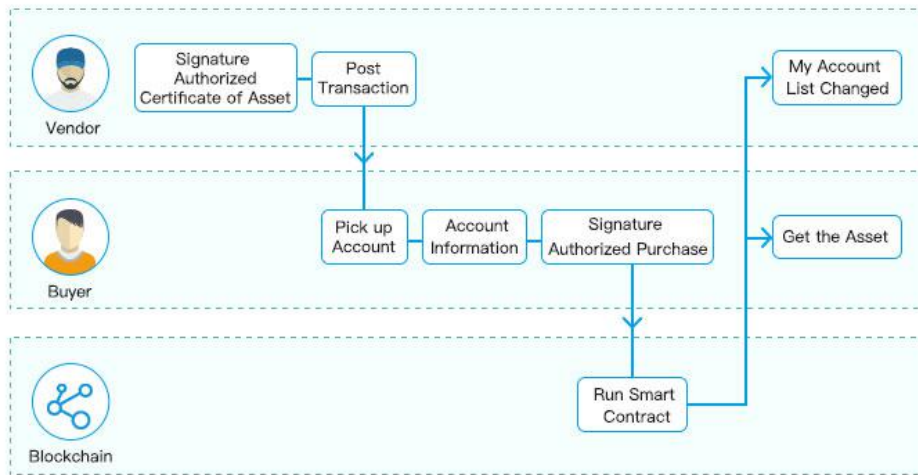 Signature
Authorized
Certificate of Asset
Post
Transaction
My Account
List Changed
Vendor
Pick up
Account
Account
Information
Signature
Authorized Purchase
Get the Asset
Buyer
Run Smart
Contract
Blockchain